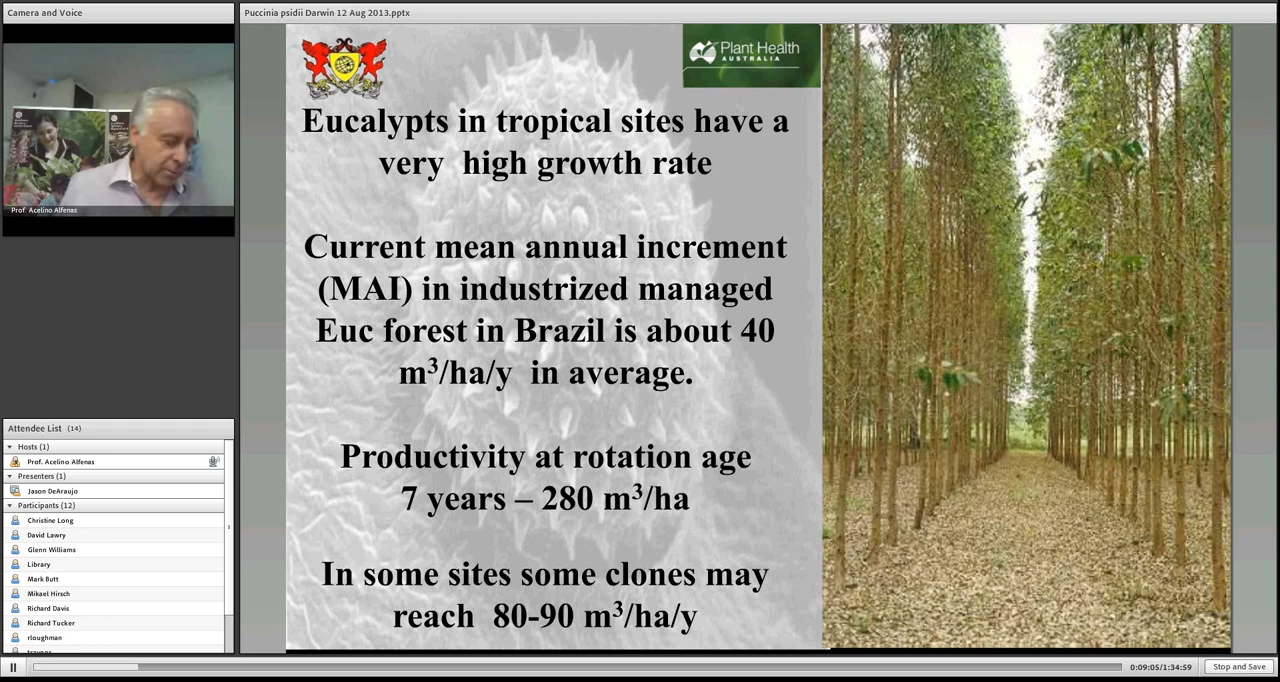 Camera and Voice
Puccinia psidii Darwin 12 Aug 2013.pptx
Prof. Acelino Alfenas
Plant Health
AUSTRALIA
Eucalypts in tropical sites have a
very high growth rate
Current mean annual increment
(MAI) in industrized managed
Euc forest in Brazil is about 40
m³/ha/y in average.
Productivity at rotation age
7 years – 280 m³/ha
In some sites some clones may
reach 80-90 m³/ha/y
Attendee List (14)
Hosts (1)
Prof. Acelino Alfenas
Presenters (1)
Jason DeAraujo
Participants (12)
Christine Long
David Lawry
Glenn Williams
Library
Mark Butt
Mikael Hirsch
Richard Davis
Richard Tucker
rloughman
0:09:05/1:34:59
Stop and Save